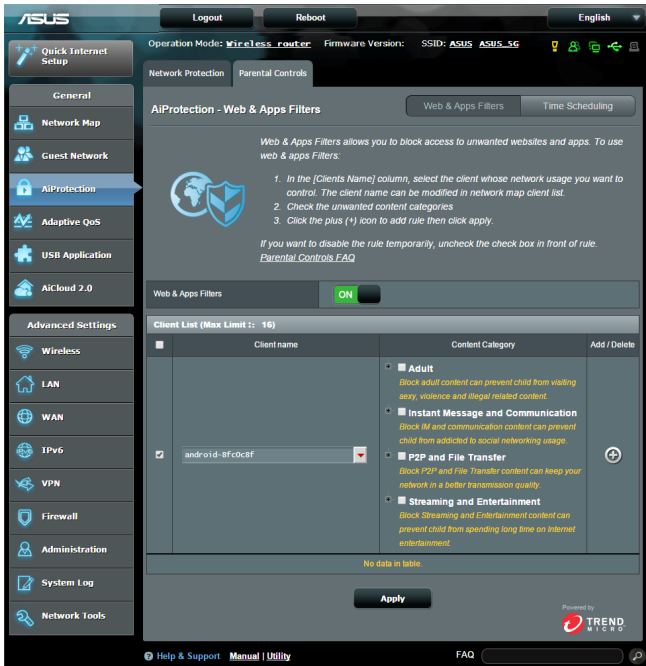 ASUS
Logout
Reboot
English
Quick Internet
Setup
Operation Mode: Wireless router Firmware Version: SSID: ASUS ASUS_5G
Network Protection
Parental Controls
General
Network Map
Guest Network
AiProtection
Adaptive QoS
USB Application
AiCloud 2.0
Advanced Settings
Wireless
LAN
WAN
IPv6
VPN
Firewall
Administration
System Log
Network Tools
AiProtection - Web & Apps Filters
Web & Apps Filters
Time Scheduling
Web & Apps Filters allows you to block access to unwanted websites and apps. To use
web & apps Filters:
1. In the [Clients Name] column, select the client whose network usage you want to
control. The client name can be modified in network map client list.
2. Check the unwanted content categories
3. Click the plus (+) icon to add rule then click apply.
If you want to disable the rule temporarily, uncheck the check box in front of rule.
Parental Controls FAQ
Web & Apps Filters
ON
Client List (Max Limit : 16)
Client name
Content Category
Add / Delete
android-8fc0c8f
Adult
Block adult content can prevent child from visiting
sexy, violence and illegal related content.
Instant Message and Communication
Block IM and communication content can prevent
child from addicted to social networking usage.
P2P and File Transfer
Block P2P and File Transfer content can keep your
network in a better transmission quality.
Streaming and Entertainment
Block Streaming and Entertainment content can
prevent child from spending long time on Internet
entertainment.
No data in table.
Apply
Powered by
TREND
MICRO
Help & Support Manual | Utility
FAQ